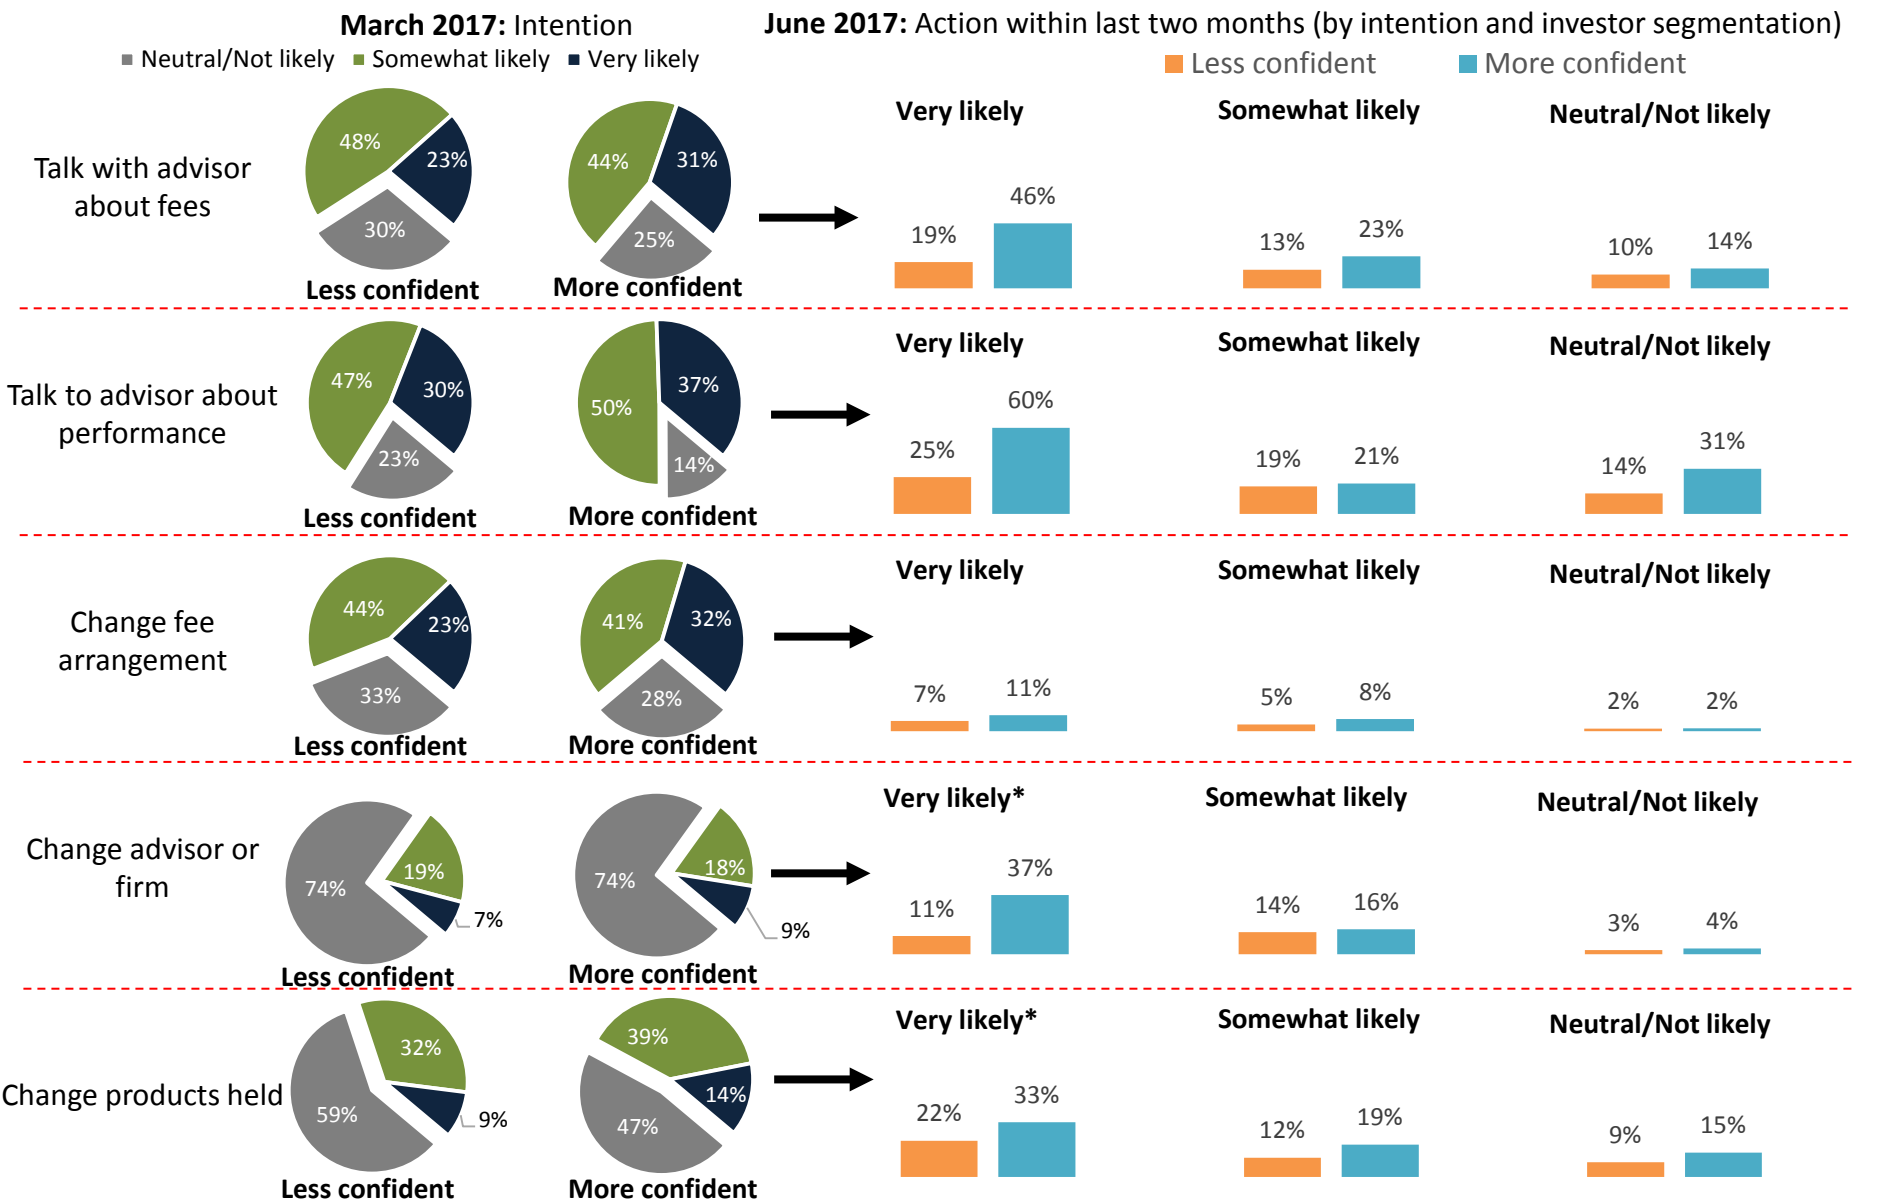 March 2017: Intention
June 2017: Action within last two months (by intention and investor segmentation)
Neutral/Not likely Somewhat likely Very likely
Less confident More confident
Talk with advisor
about fees
48%
23%
30%
Less confident
44%
31%
25%
More confident
Very likely
19%
46%
Somewhat likely
13%
23%
Neutral/Not likely
10%
14%
Talk to advisor about
performance
47%
30%
23%
Less confident
50%
37%
14%
More confident
Very likely
25%
60%
Somewhat likely
19%
21%
Neutral/Not likely
14%
31%
Change fee
arrangement
44%
23%
33%
Less confident
41%
32%
28%
More confident
Very likely
7%
11%
Somewhat likely
5%
8%
Neutral/Not likely
2%
2%
Change advisor or
firm
74%
19%
7%
Less confident
74%
18%
9%
More confident
Very likely*
11%
37%
Somewhat likely
14%
16%
Neutral/Not likely
3%
4%
Change products held
32%
59%
9%
Less confident
39%
14%
47%
More confident
Very likely*
22%
33%
Somewhat likely
12%
19%
Neutral/Not likely
9%
15%